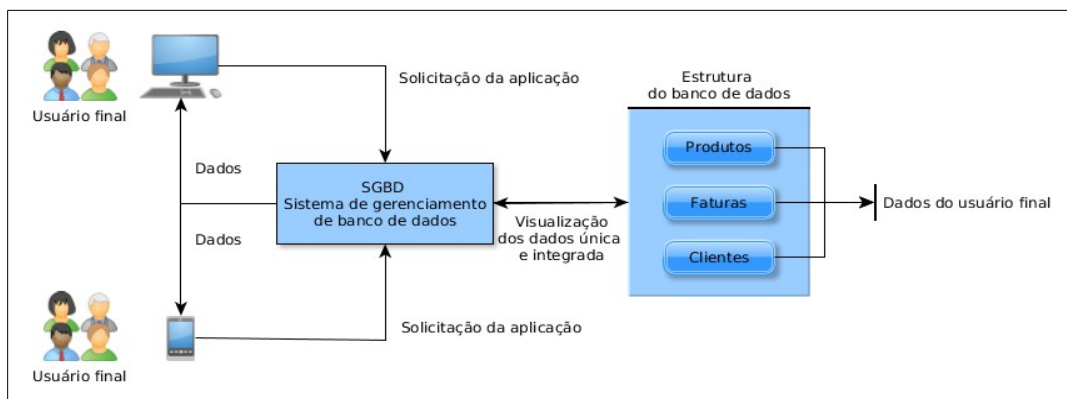 Usuário final
Solicitação da aplicação
Estrutura
do banco de dados
Produtos
Dados
SGBD
Sistema de gerenciamento
de banco de dados
Faturas
Dados do usuário final
Visualização
dos dados única
e integrada
Dados
Clientes
Solicitação da aplicação
Usuário final